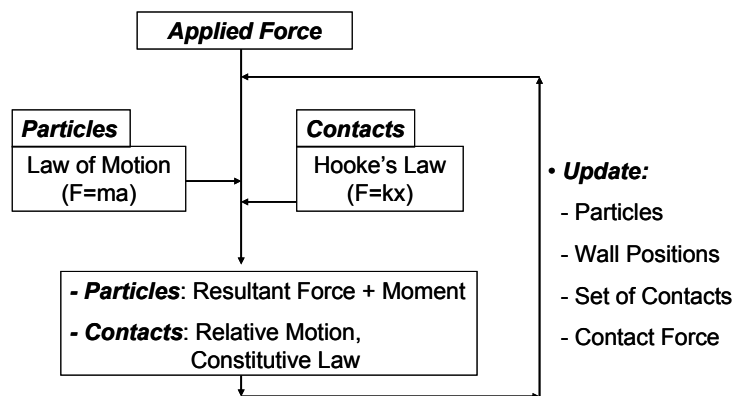 Applied Force
Particles
Law of Motion
(F=ma)
Contacts
Hooke's Law
(F=kx)
- Particles: Resultant Force + Moment
- Contacts: Relative Motion,
Constitutive Law
• Update:
- Particles
- Wall Positions
- Set of Contacts
- Contact Force